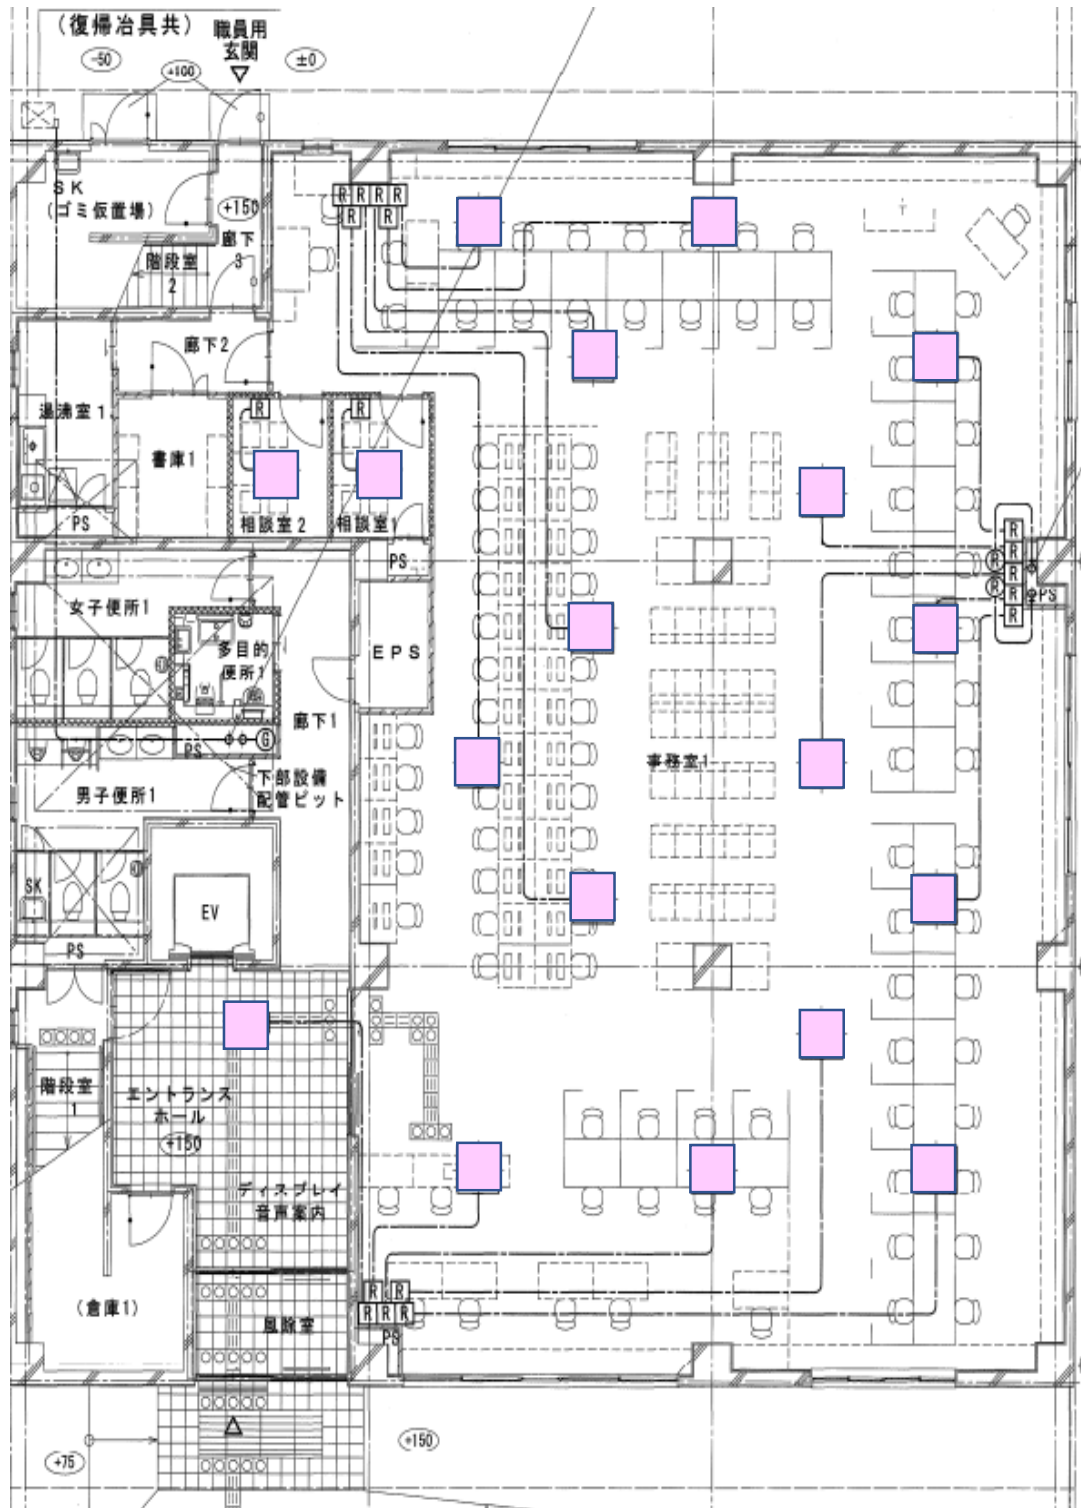 (復帰冶具共)
職員用
玄関
-50
+100
±0
SK
(ゴミ仮置場)
+150
廊下
3
階段室
2
R R R R
R R
廊下2
湯沸室1
書庫1
R
R
相談室2
相談室1
PS
PS
女子便所1
多目的
便所1
EPS
R
R
R
R
R
R
R
PS
廊下1
事務室1
PS
G
下部設備
配管ピット
男子便所1
SK
EV
PS
階段室
1
エントランス
ホール
+150
ディスプレイ
音声案内
(倉庫1)
風除室
R R
R R R
PS
+75
+150